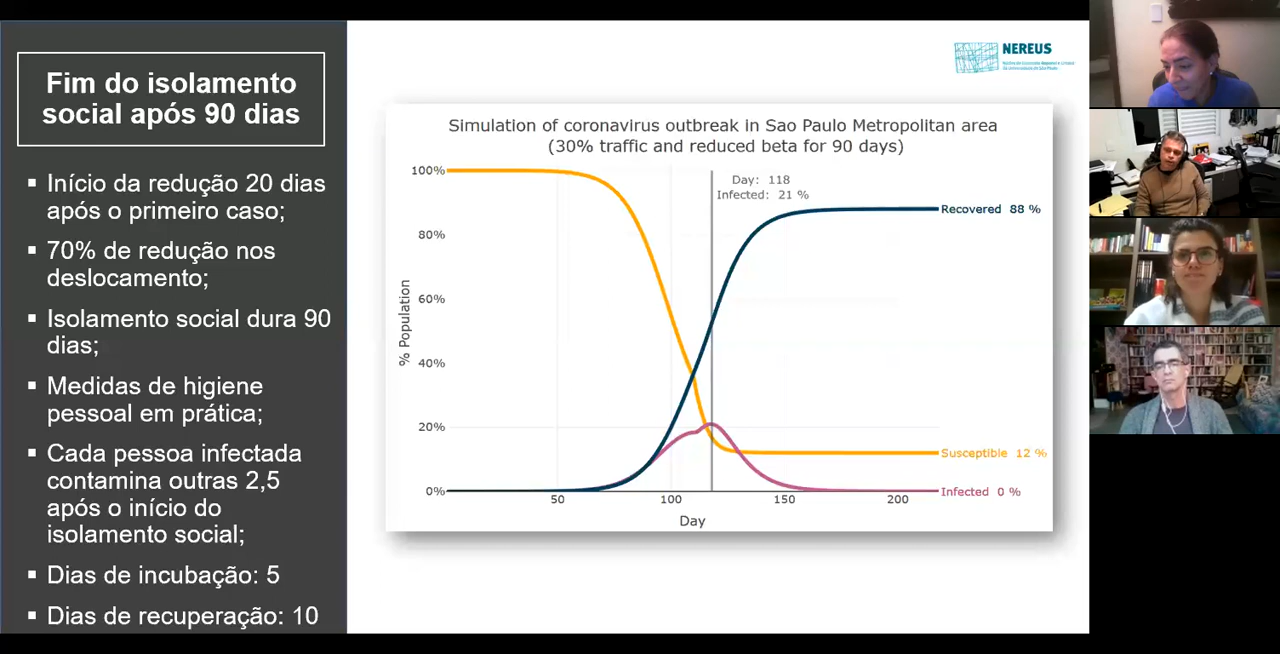 Fim do isolamento
social após 90 dias
▪ Início da redução 20 dias
após o primeiro caso;
▪ 70% de redução nos
deslocamento;
▪ Isolamento social dura 90
dias;
▪ Medidas de higiene
pessoal em prática;
▪ Cada pessoa infectada
contamina outras 2,5
após o início do
isolamento social;
▪ Dias de incubação: 5
▪ Dias de recuperação: 10
NEREUS
Simulation of coronavirus outbreak in Sao Paulo Metropolitan area
(30% traffic and reduced beta for 90 days)
100%
80%
60%
40%
20%
0%
% Population
Day: 118
Infected: 21 %
Recovered 88 %
Susceptible 12 %
Infected 0 %
50
100
150
200
Day